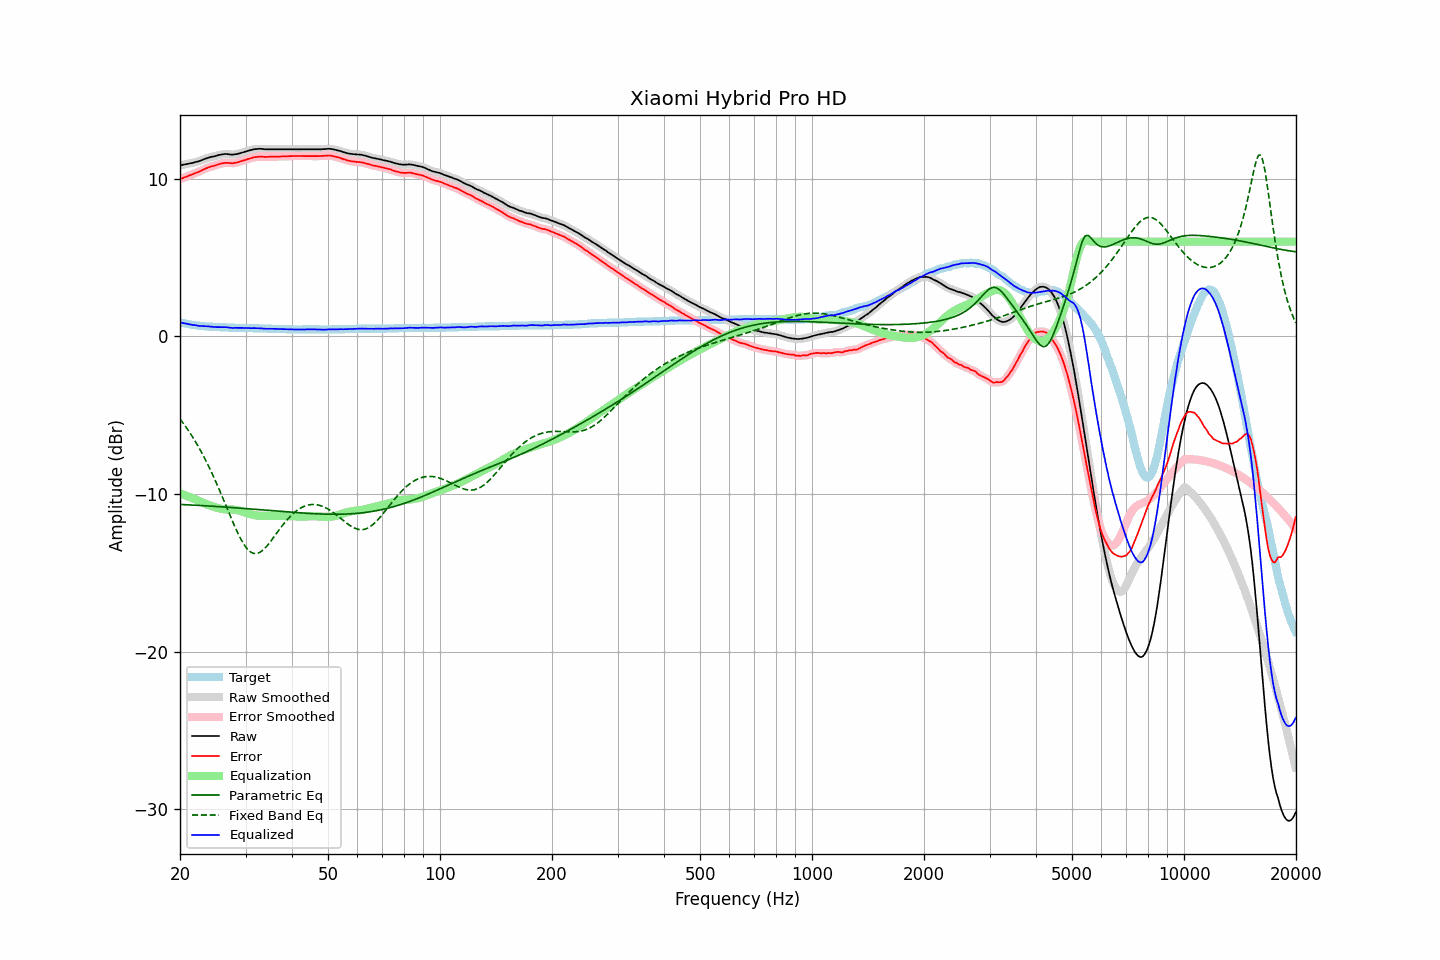 Xiaomi Hybrid Pro HD
Amplitude (dBr)
10
0
−10
−20
−30
Target
Raw Smoothed
Error Smoothed
Raw
Error
Equalization
Parametric Eq
Fixed Band Eq
Equalized
20 50 100 200 500 1000 2000 5000 10000 20000
Frequency (Hz)